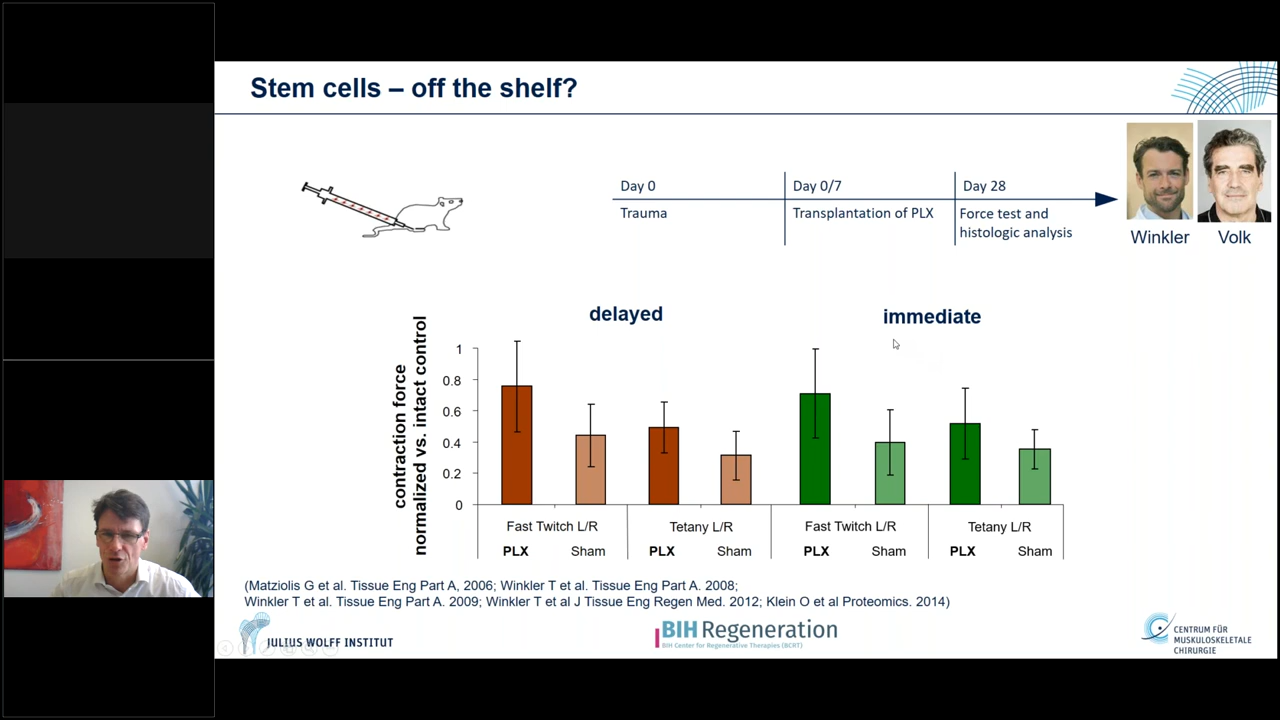 Stem cells – off the shelf?
Day 0
Day 0/7
Day 28
Trauma
Transplantation of PLX
Force test and
histologic analysis
Winkler
Volk
delayed
immediate
contraction force
normalized vs. intact control
1
0.8
0.6
0.4
0.2
0
Fast Twitch L/R
Tetany L/R
Fast Twitch L/R
Tetany L/R
PLX
Sham
PLX
Sham
PLX
Sham
PLX
Sham
(Matziolis G et al. Tissue Eng Part A, 2006; Winkler T et al. Tissue Eng Part A. 2008;
Winkler T et al. Tissue Eng Part A. 2009; Winkler T et al J Tissue Eng Regen Med. 2012; Klein O et al Proteomics. 2014)
JULIUS WOLFF INSTITUT
BIH Regeneration
BIH Center for Regenerative Therapies (BCRT)
CENTRUM FÜR
MUSKULOSKELETALE
CHIRURGIE